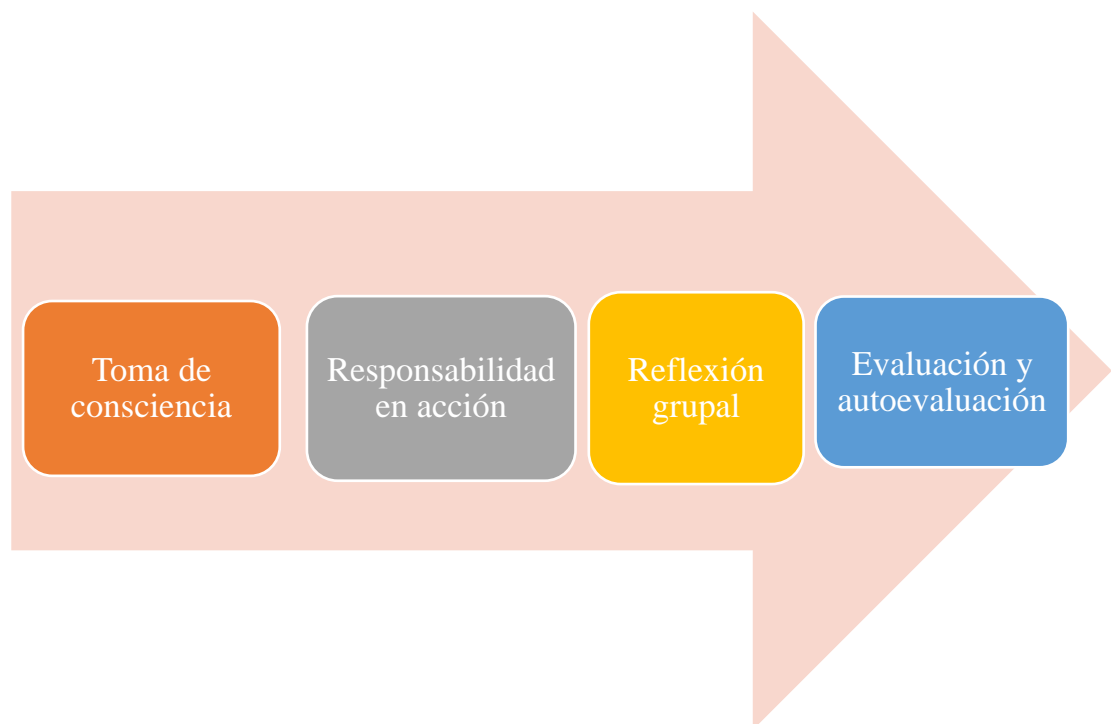 Toma de
consciencia
Responsabilidad
en acción
Reflexión
grupal
Evaluación y
autoevaluación